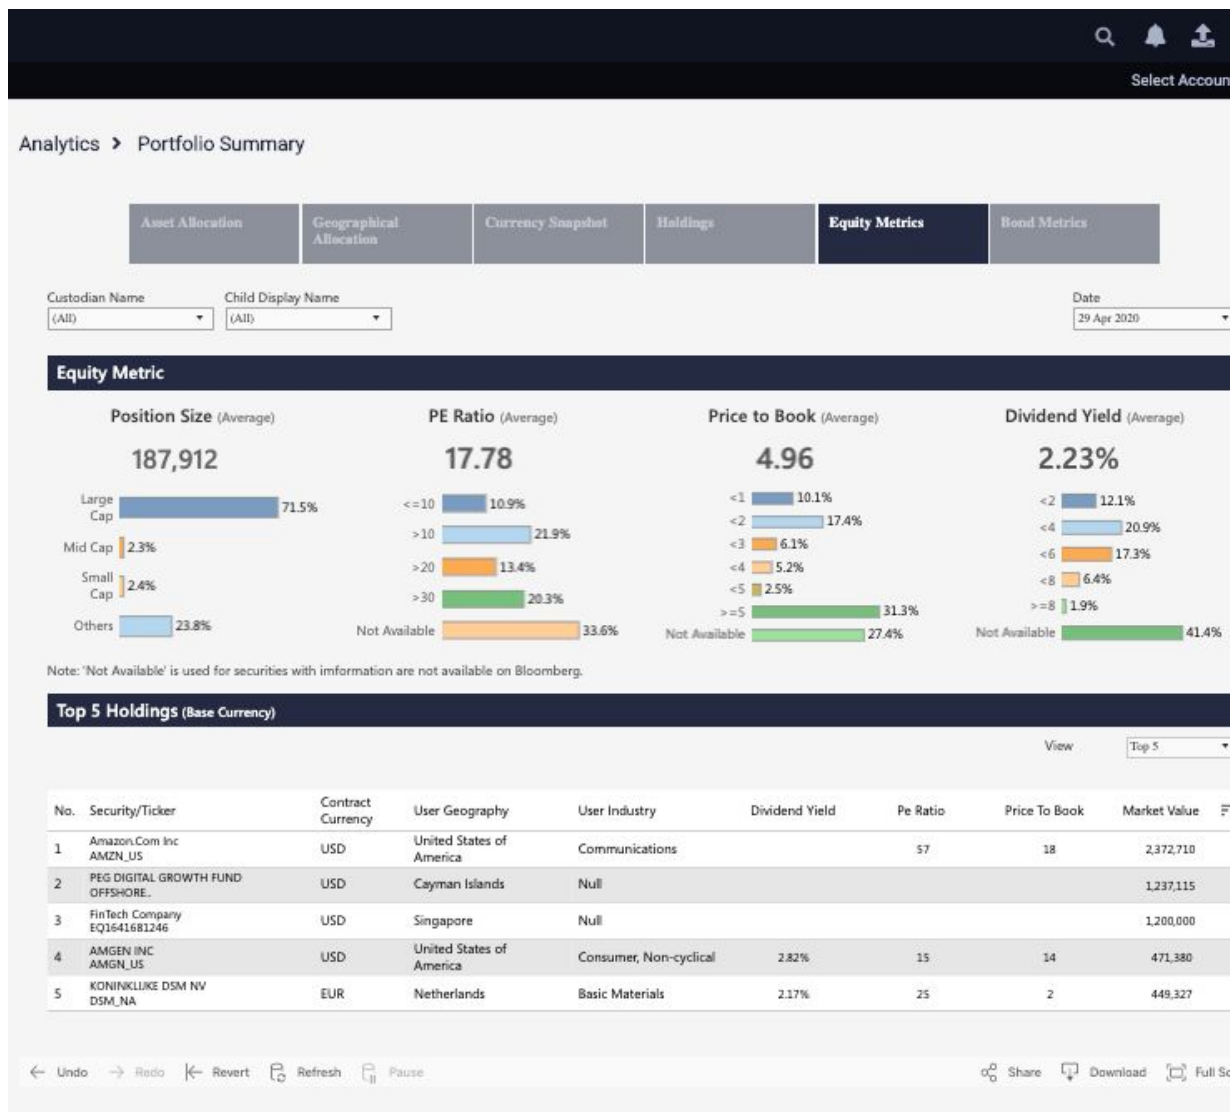 Select Accoun
Analytics > Portfolio Summary
Asset Allocation
Geographical
Allocation
Currency Snapshot
Holdings
Equity Metrics
Bond Metrics
Custodian Name
Child Display Name
Date
(All)
(All)
29 Apr 2020
Equity Metric
Position Size (Average)
187,912
Large
Cap
71.5%
Mid Cap 2.3%
Small
Cap
2.4%
Others 23.8%
PE Ratio (Average)
17.78
<=10 10.9%
>10 21.9%
>20 13.4%
>30 20.3%
Not Available 33.6%
Price to Book (Average)
4.96
<1 10.1%
<2 17.4%
<3 6.1%
<4 5.2%
<5 2.5%
>=5 31.3%
Not Available 27.4%
Dividend Yield (Average)
2.23%
<2 12.1%
<4 20.9%
<6 17.3%
<8 6.4%
>=8 1.9%
Not Available 41.4%
Note: 'Not Available' is used for securities with imformation are not available on Bloomberg.
Top 5 Holdings (Base Currency)
View Top 5
No. Security/Ticker Contract Currency User Geography User Industry Dividend Yield Pe Ratio Price To Book Market Value
1 Amazon.Com Inc AMZN_US USD United States of America Communications 57 18 2,372,710
2 PEG DIGITAL GROWTH FUND OFFSHORE.. USD Cayman Islands Null 1,237,115
3 FinTech Company EQ1641681246 USD Singapore Null 1,200,000
4 AMGEN INC AMGN_US USD United States of America Consumer, Non-cyclical 2.82% 15 14 471,380
5 KONINKLIJKE DSM NV DSM_NA EUR Netherlands Basic Materials 2.17% 25 2 449,327
Undo Redo Revert Refresh Pause Share Download Full Sc